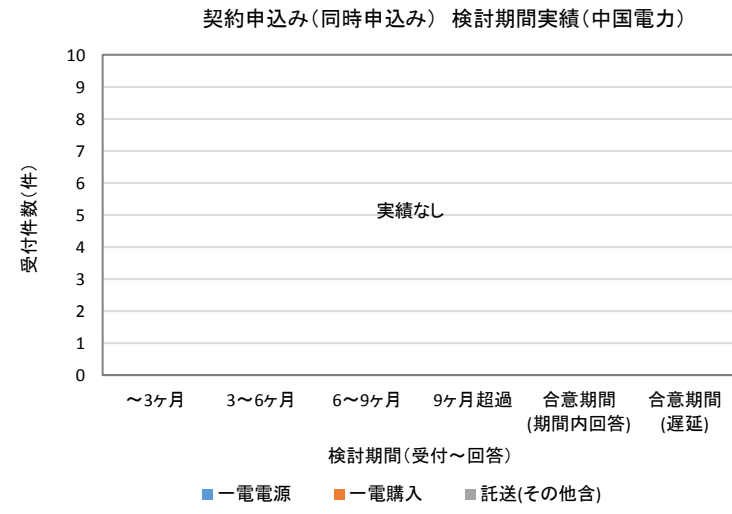 契約申込み(同時申込み) 検討期間実績(中国電力)
10
9
8
7
6
5
4
3
2
1
0
受付件数(件)
実績なし
～3ヶ月 3～6ヶ月 6～9ヶ月 9ヶ月超過 合意期間 合意期間
(期間内回答) (遅延)
検討期間(受付～回答)
一電電源 一電購入 託送(その他含)